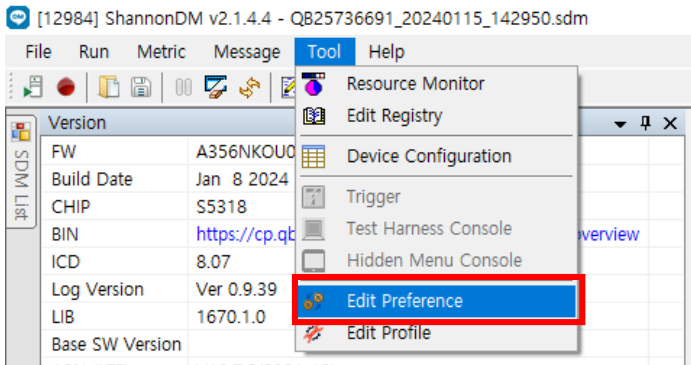 [12984] ShannonDM v2.1.4.4 - QB25736691_20240115_142950.sdm
File Run Metric Message Tool Help
Resource Monitor
Edit Registry
Device Configuration
Trigger
Test Harness Console
Hidden Menu Console
Edit Preference
Edit Profile
SDM List
Version
FW A356NKOU0
Build Date Jan 8 2024
CHIP S5318
BIN https://cp.qb overview
ICD 8.07
Log Version Ver 0.9.39
LIB 1670.1.0
Base SW Version